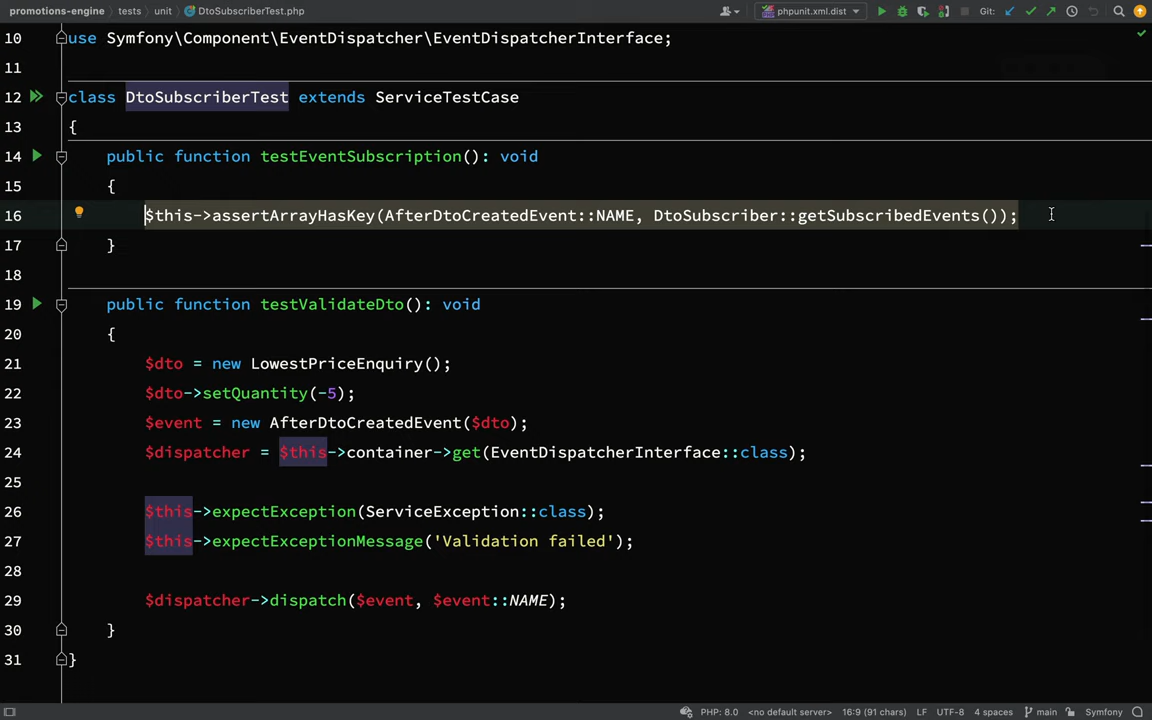 promotions-engine tests unit DtoSubscriberTest.php phpunit.xml.dist Git:
10 use Symfony\Component\EventDispatcher\EventDispatcherInterface;
11
12 class DtoSubscriberTest extends ServiceTestCase
13 {
14 public function testEventSubscription(): void
15 {
16 $this->assertArrayHasKey(AfterDtoCreatedEvent::NAME, DtoSubscriber::getSubscribedEvents());
17 }
18
19 public function testValidateDto(): void
20 {
21 $dto = new LowestPriceEnquiry();
22 $dto->setQuantity(-5);
23 $event = new AfterDtoCreatedEvent($dto);
24 $dispatcher = $this->container->get(EventDispatcherInterface::class);
25
26 $this->expectException(ServiceException::class);
27 $this->expectExceptionMessage('Validation failed');
28
29 $dispatcher->dispatch($event, $event::NAME);
30 }
31 }
PHP: 8.0 <no default server> 16:9 (91 chars) LF UTF-8 4 spaces main Symfony